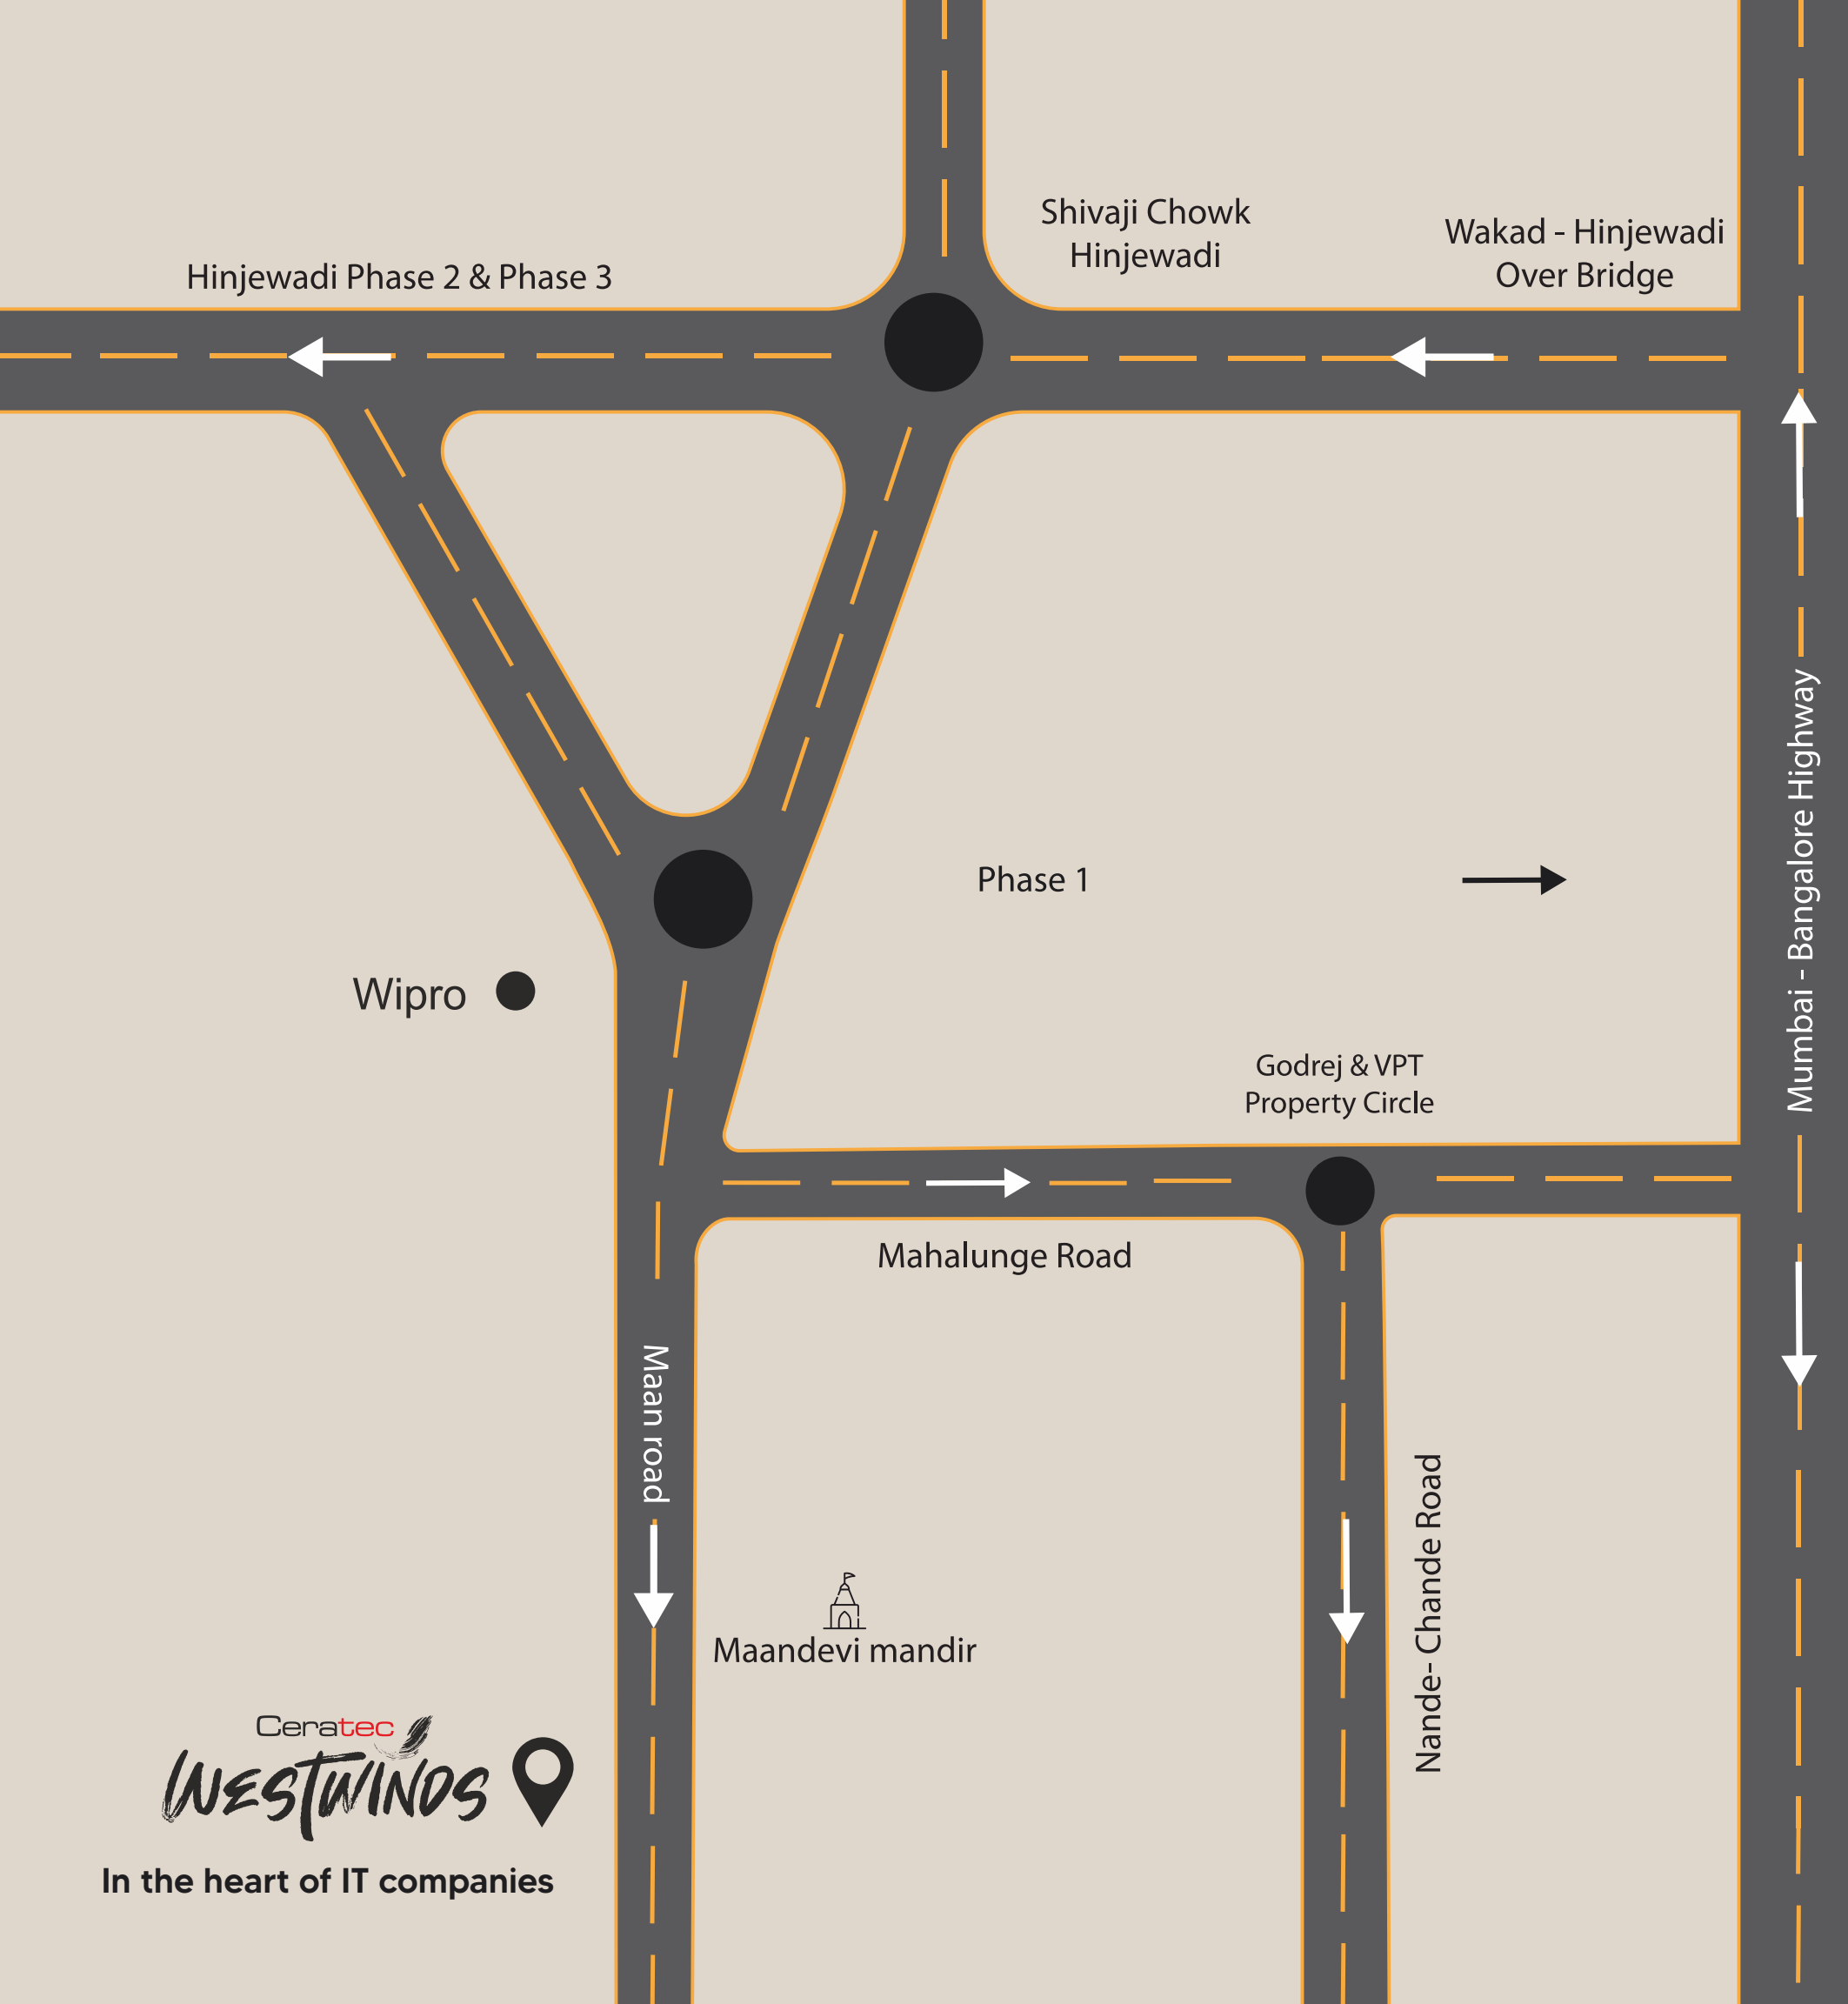 Shivaji Chowk
Hinjewadi
Wakad - Hinjewadi
Over Bridge
Hinjewadi Phase 2 & Phase 3
Mumbai - Bangalore Highway
Phase 1
Wipro
Godrej & VPT
Property Circle
Mahalunge Road
Maan road
Nande- Chande Road
Maandevi mandir
Ceratec
WESTWINDS
In the heart of IT companies